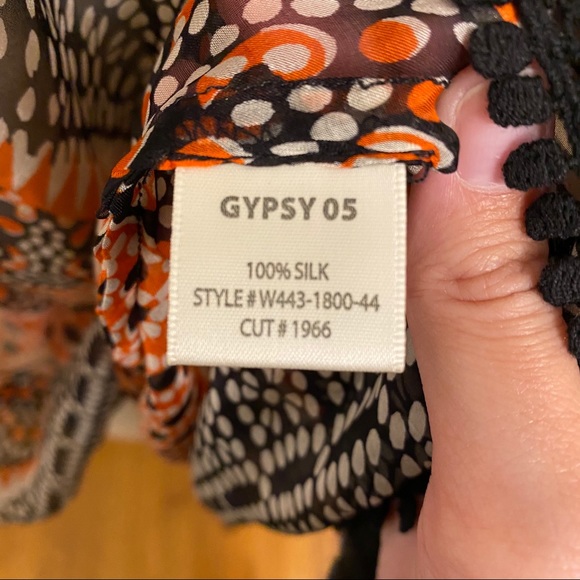 GYPSY 05
100% SILK
STYLE # W443-1800-44
CUT # 1966